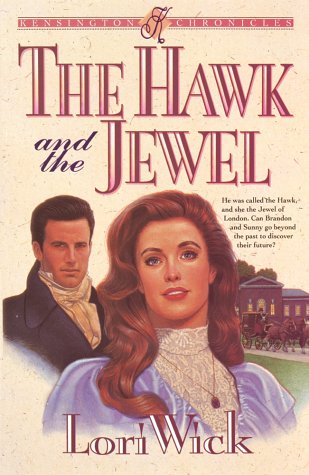 KENSINGTON K CHRONICLES
THE HAWK
and the
JEWEL
He was called the Hawk,
and she the Jewel of
London. Can Brandon
and Sunny go beyond
the past to discover
their future?
Lori Wick